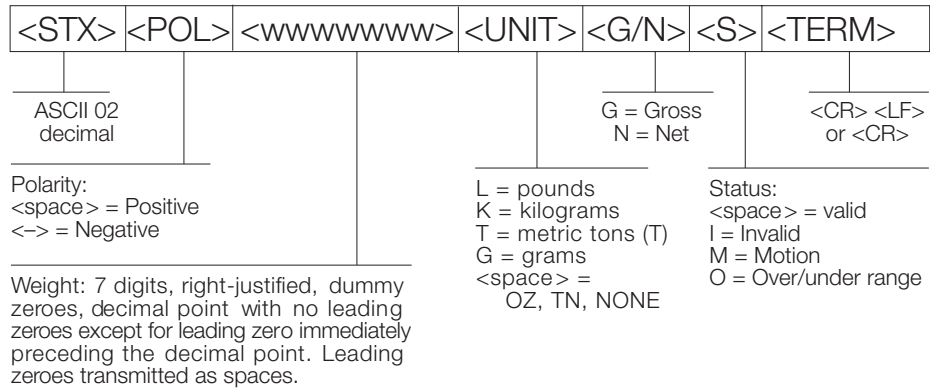 <STX> <POL> <wwwwwww> <UNIT> <G/N> <S> <TERM>
ASCII 02
decimal
G = Gross
N = Net
<CR> <LF>
or <CR>
Polarity:
<space> = Positive
<–> = Negative
L = pounds
K = kilograms
T = metric tons (T)
G = grams
<space> =
OZ, TN, NONE
Status:
<space> = valid
I = Invalid
M = Motion
O = Over/under range
Weight: 7 digits, right-justified, dummy
zeroes, decimal point with no leading
zeroes except for leading zero immediately
preceding the decimal point. Leading
zeroes transmitted as spaces.